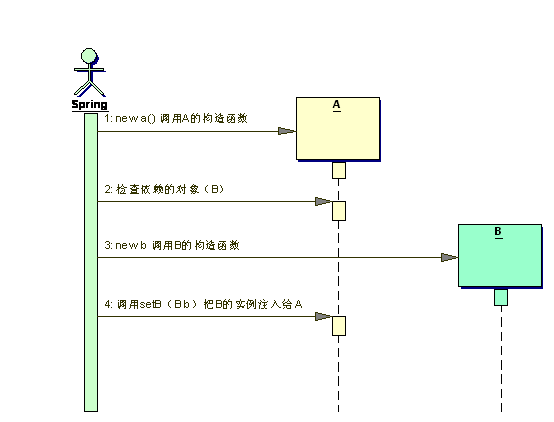 Spring
A
1: new a() 调用A的构造函数
2: 检查依赖的对象（B）
B
3: new b 调用B的构造函数
4: 调用setB（B b）把B的实例注入给A